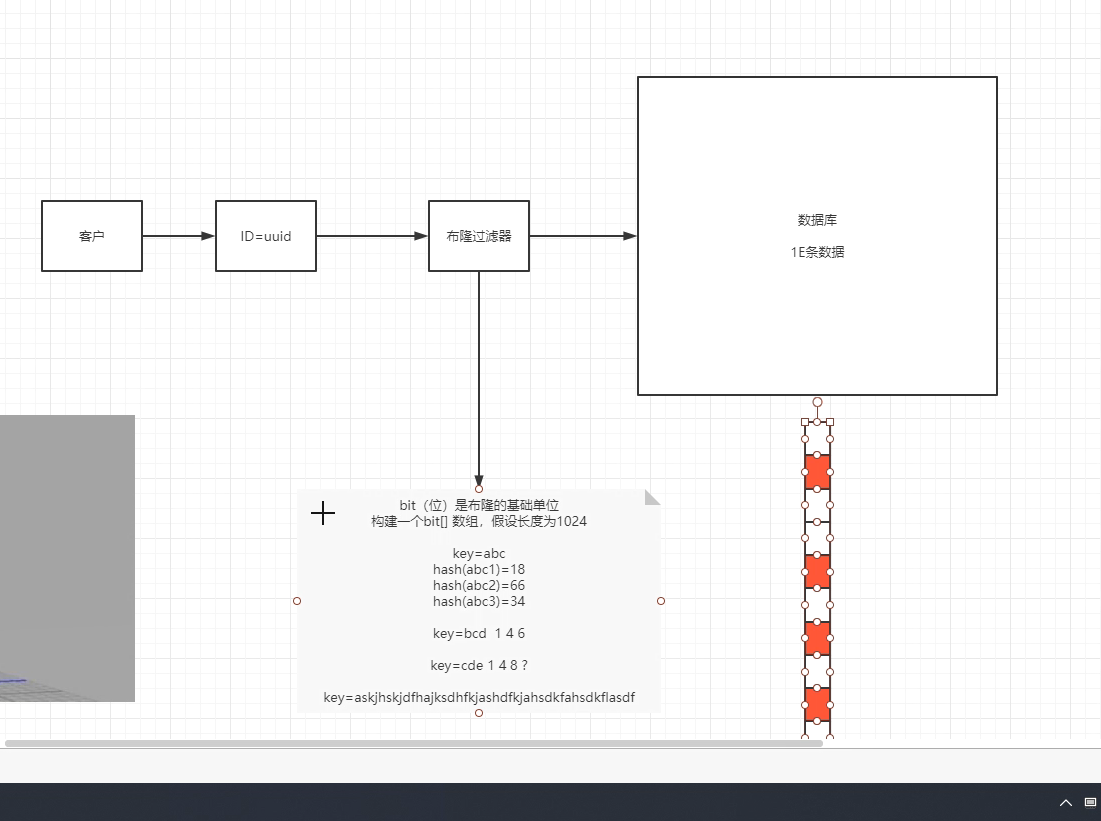 客户
ID=uuid
布隆过滤器
数据库
1E条数据
bit（位）是布隆的基础单位
构建一个bit[] 数组，假设长度为1024
key=abc
hash(abc1)=18
hash(abc2)=66
hash(abc3)=34
key=bcd  1 4 6
key=cde 1 4 8 ?
key=askjhskjdfhajksdhfkjashdfkjahsdkfahsdkflasdf